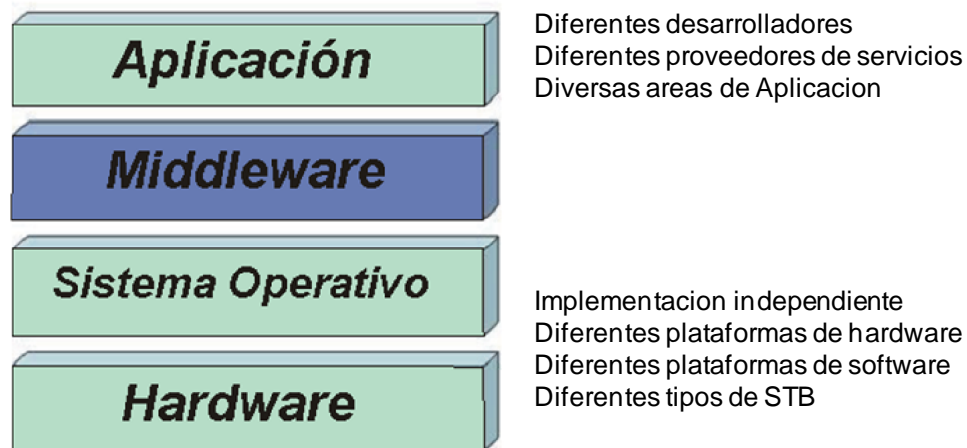 Aplicación
Diferentes desarrolladores
Diferentes proveedores de servicios
Diversas areas de Aplicacion
Middleware
Sistema Operativo
Hardware
Implementacion independiente
Diferentes plataformas de hardware
Diferentes plataformas de software
Diferentes tipos de STB